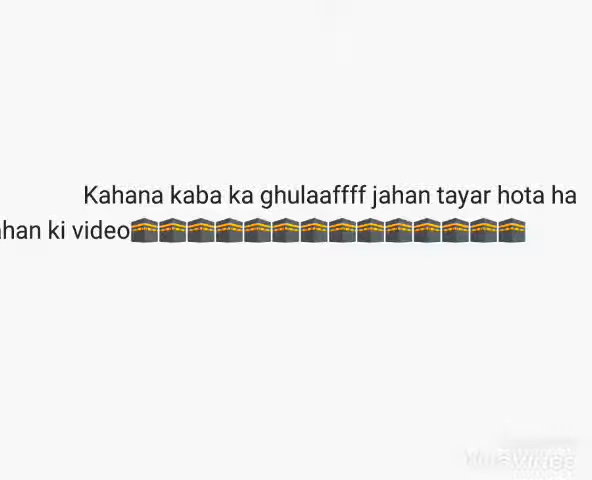 Kahana kaba ka ghulaaffff jahan tayar hota ha
han ki video🕋🕋🕋🕋🕋🕋🕋🕋🕋🕋🕋🕋🕋🕋